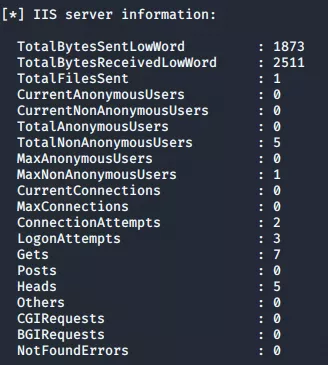 [*] IIS server information:
TotalBytesSentLowWord : 1873
TotalBytesReceivedLowWord : 2511
TotalFilesSent : 1
CurrentAnonymousUsers : 0
CurrentNonAnonymousUsers : 0
TotalAnonymousUsers : 0
TotalNonAnonymousUsers : 5
MaxAnonymousUsers : 0
MaxNonAnonymousUsers : 1
CurrentConnections : 0
MaxConnections : 0
ConnectionAttempts : 2
LogonAttempts : 3
Gets : 7
Posts : 0
Heads : 5
Others : 0
CGIRequests : 0
BGIRequests : 0
NotFoundErrors : 0